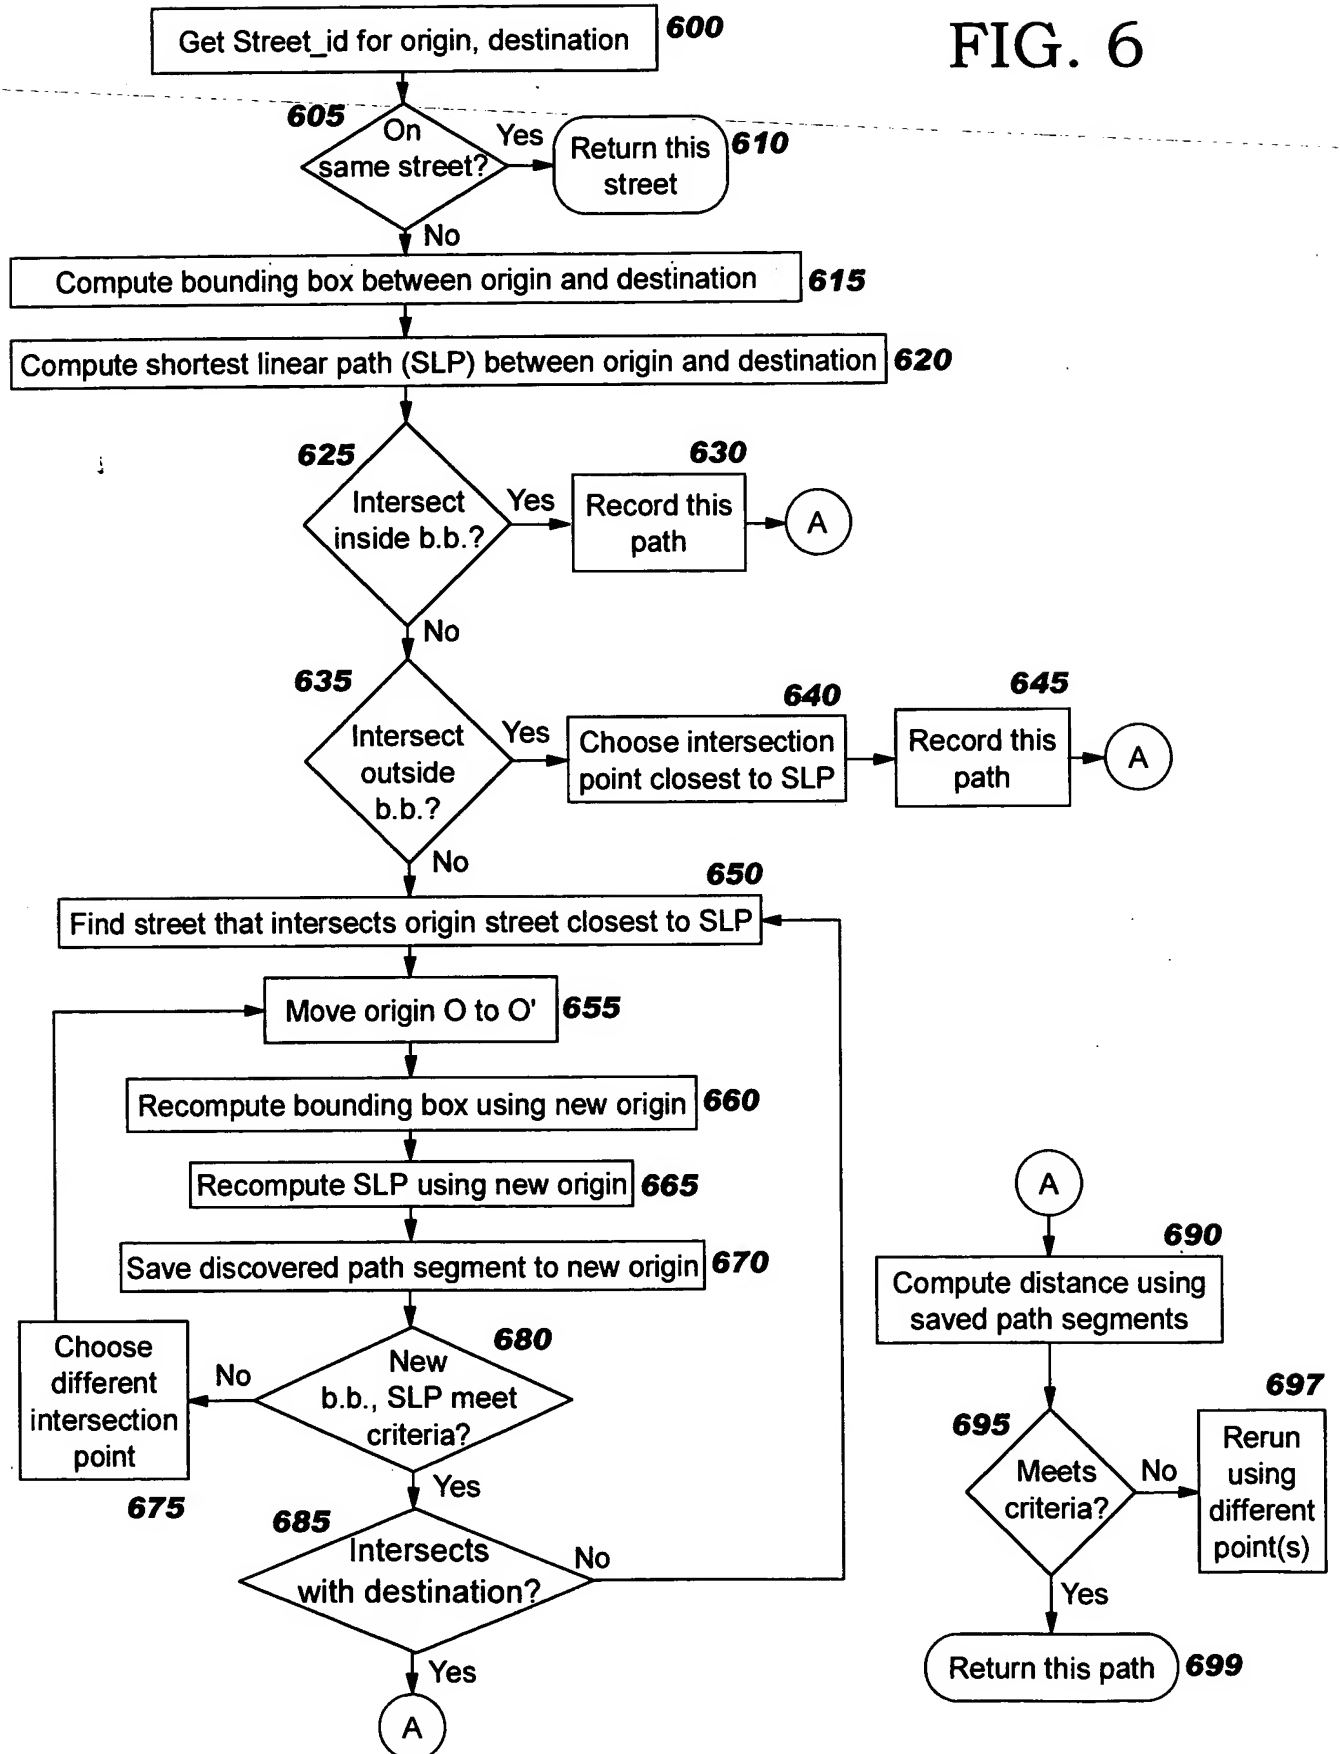 FIG. 6
Get Street_id for origin, destination
600
605
On
same street?
Yes
Return this
street
610
No
Compute bounding box between origin and destination
615
Compute shortest linear path (SLP) between origin and destination
620
625
Intersect
inside b.b.?
Yes
630
Record this
path
A
No
635
Intersect
outside
b.b.?
Yes
640
Choose intersection
point closest to SLP
645
Record this
path
A
No
650
Find street that intersects origin street closest to SLP
Move origin O to O'
655
Recompute bounding box using new origin
660
Recompute SLP using new origin
665
Save discovered path segment to new origin
670
680
New
b.b., SLP meet
criteria?
No
Choose
different
intersection
point
675
Yes
685
Intersects
with destination?
No
Yes
A
A
690
Compute distance using
saved path segments
695
Meets
criteria?
No
697
Rerun
using
different
point(s)
Yes
Return this path
699